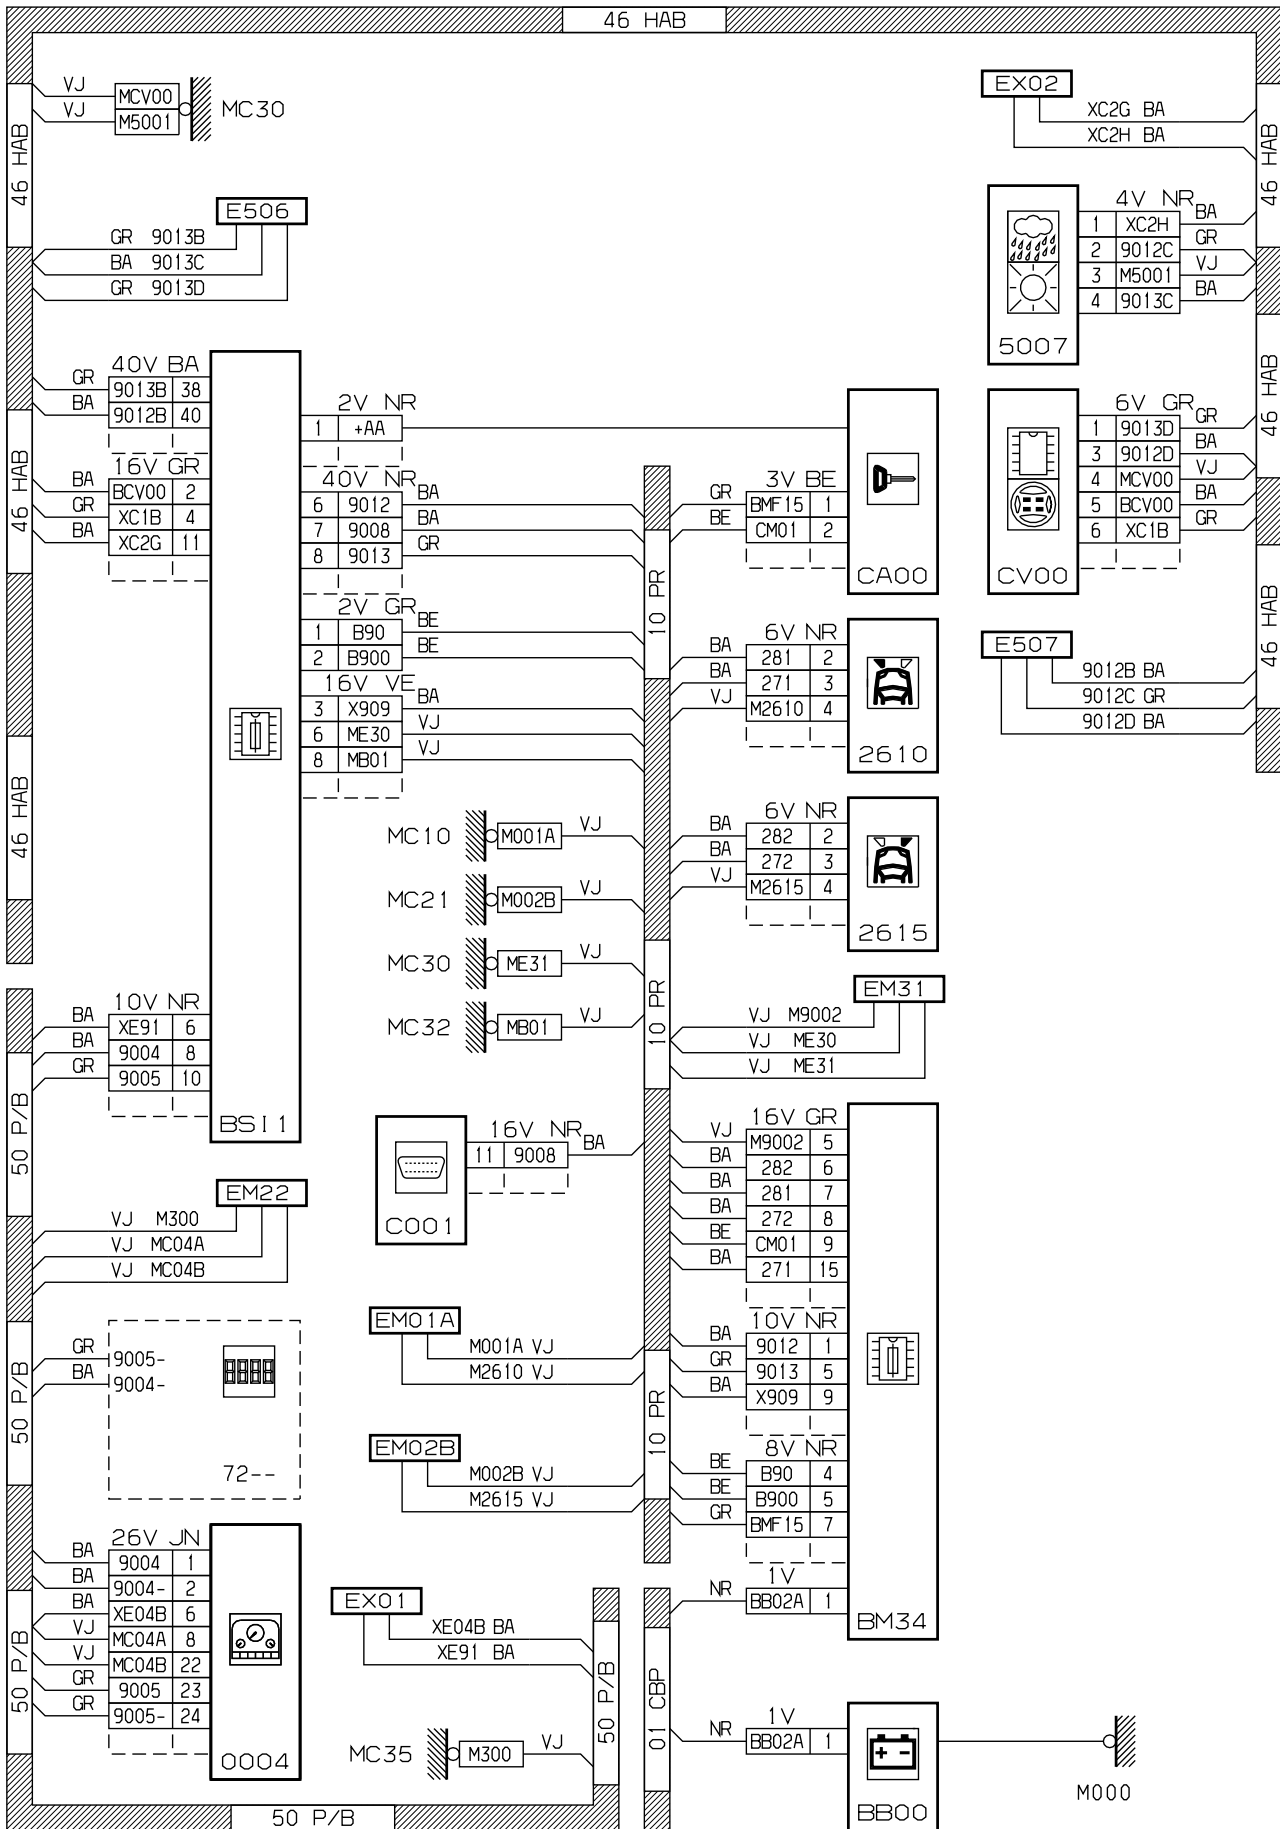 46 HAB
VJ MCV00
VJ M5001
MC30
46 HAB
EX02
XC2G BA
XC2H BA
46 HAB
E506
GR 9013B
BA 9013C
GR 9013D
4V NR
1 XC2H BA
2 9012C GR
3 M5001 VJ
4 9013C BA
5007
40V BA
GR 9013B 38
BA 9012B 40
16V GR
BA BCV00 2
GR XC1B 4
BA XC2G 11
46 HAB
46 HAB
2V NR
1 +AA
40V NR
6 9012 BA
7 9008 BA
8 9013 GR
2V GR
1 B90 BE
2 B900 BE
16V VE
3 X909 BA
6 ME30 VJ
8 MB01 VJ
10 PR
3V BE
GR BMF15 1
BE CM01 2
CA00
46 HAB
6V GR
1 9013D GR
3 9012D BA
4 MCV00 VJ
5 BCV00 BA
6 XC1B GR
CV00
46 HAB
6V NR
BA 281 2
BA 271 3
VJ M2610 4
2610
E507
9012B BA
9012C GR
9012D BA
6V NR
BA 282 2
BA 272 3
VJ M2615 4
2615
MC10 M001A VJ
MC21 M002B VJ
MC30 ME31 VJ
MC32 MB01 VJ
10 PR
EM31
VJ M9002
VJ ME30
VJ ME31
10V NR
BA XE91 6
BA 9004 8
GR 9005 10
BSI1
50 P/B
16V NR
11 9008 BA
C001
16V GR
VJ M9002 5
BA 282 6
BA 281 7
BA 272 8
BE CM01 9
BA 271 15
10V NR
BA 9012 1
GR 9013 5
BA X909 9
8V NR
BE B90 4
BE B900 5
GR BMF15 7
1V
NR BB02A 1
BM34
EM22
VJ M300
VJ MC04A
VJ MC04B
EM01A
M001A VJ
M2610 VJ
10 PR
GR 9005-
BA 9004-
72--
50 P/B
EM02B
M002B VJ
M2615 VJ
26V JN
BA 9004 1
BA 9004- 2
BA XE04B 6
VJ MC04A 8
VJ MC04B 22
GR 9005 23
GR 9005- 24
0004
50 P/B
EX01
XE04B BA
XE91 BA
50 P/B
MC35 M300 VJ
50 P/B
01 CBP
1V
NR BB02A 1
BB00
M000